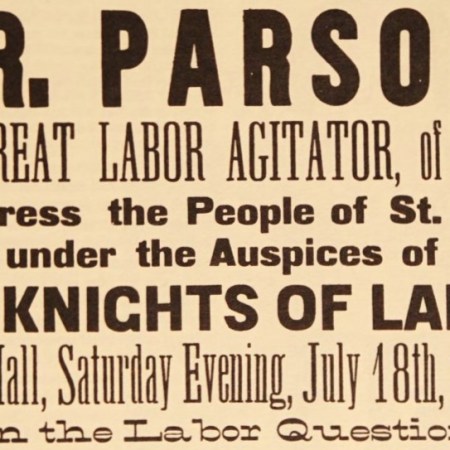 R. PARSO
REAT LABOR AGITATOR, of
ress the People of St.
under the Auspices of
KNIGHTS OF LA
Hall, Saturday Evening, July 18th,
n the Labor Question